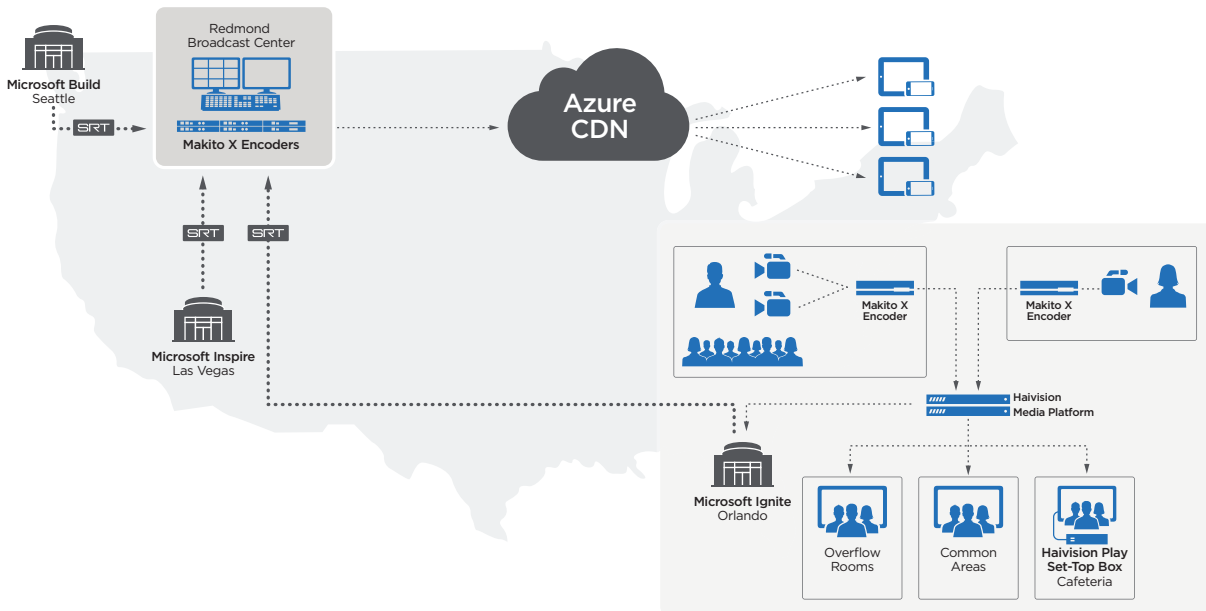 Redmond
Broadcast Center
Microsoft Build
Seattle
SRT
Makito X Encoders
Azure
CDN
SRT
SRT
Microsoft Inspire
Las Vegas
Makito X
Encoder
Makito X
Encoder
Haivision
Media Platform
Microsoft Ignite
Orlando
Overflow
Rooms
Common
Areas
Haivision Play
Set-Top Box
Cafeteria